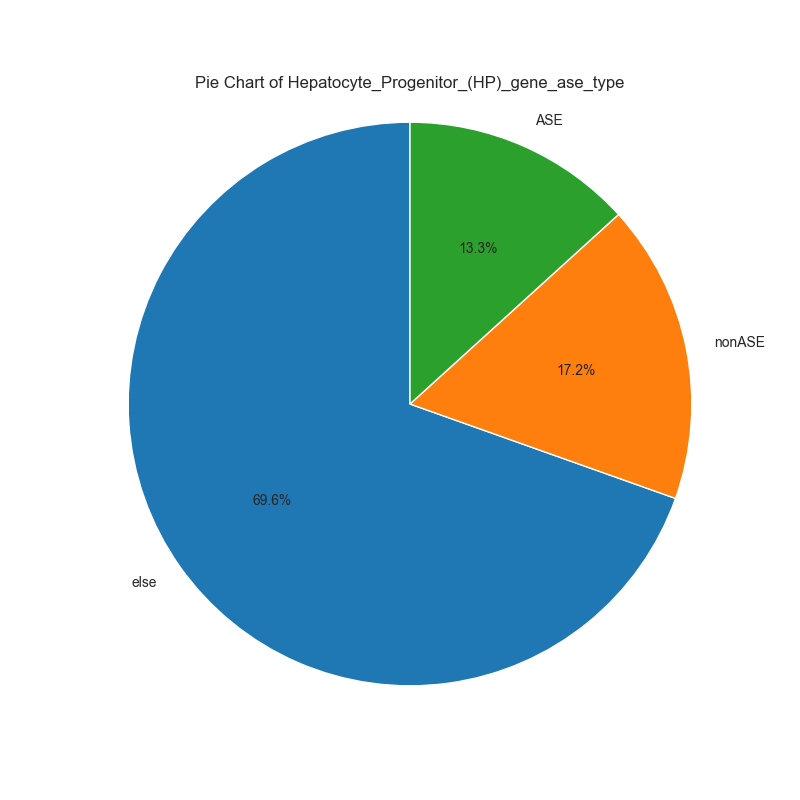 Pie Chart of Hepatocyte_Progenitor_(HP)_gene_ase_type
ASE
13.3%
nonASE
17.2%
69.6%
else